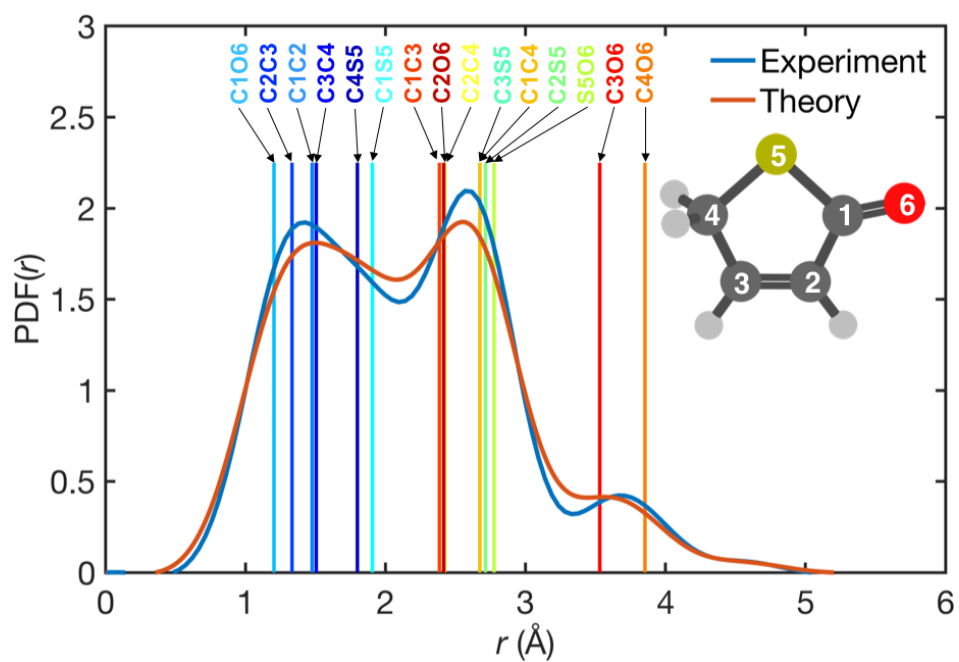 3
2.5
2
1.5
1
0.5
0
0
1
2
3
4
5
6
PDF(r)
r (Å)
C1O6
C2C3
C1C2
C3C4
C4S5
C1S5
C1C3
C2O6
C2C4
C3S5
C1C4
C2S5
S5O6
C3O6
C4O6
Experiment
Theory
5
4
1
6
3
2